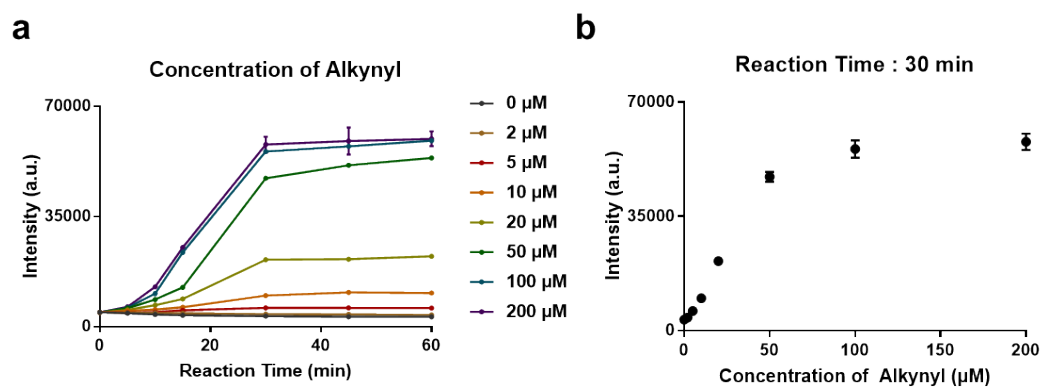 a
Concentration of Alkynyl
Intensity (a.u.)
70000
35000
0
0
20
40
60
Reaction Time (min)
0 µM
2 µM
5 µM
10 µM
20 µM
50 µM
100 µM
200 µM
b
Reaction Time : 30 min
Intensity (a.u.)
70000
35000
0
0
50
100
150
200
Concentration of Alkynyl (µM)